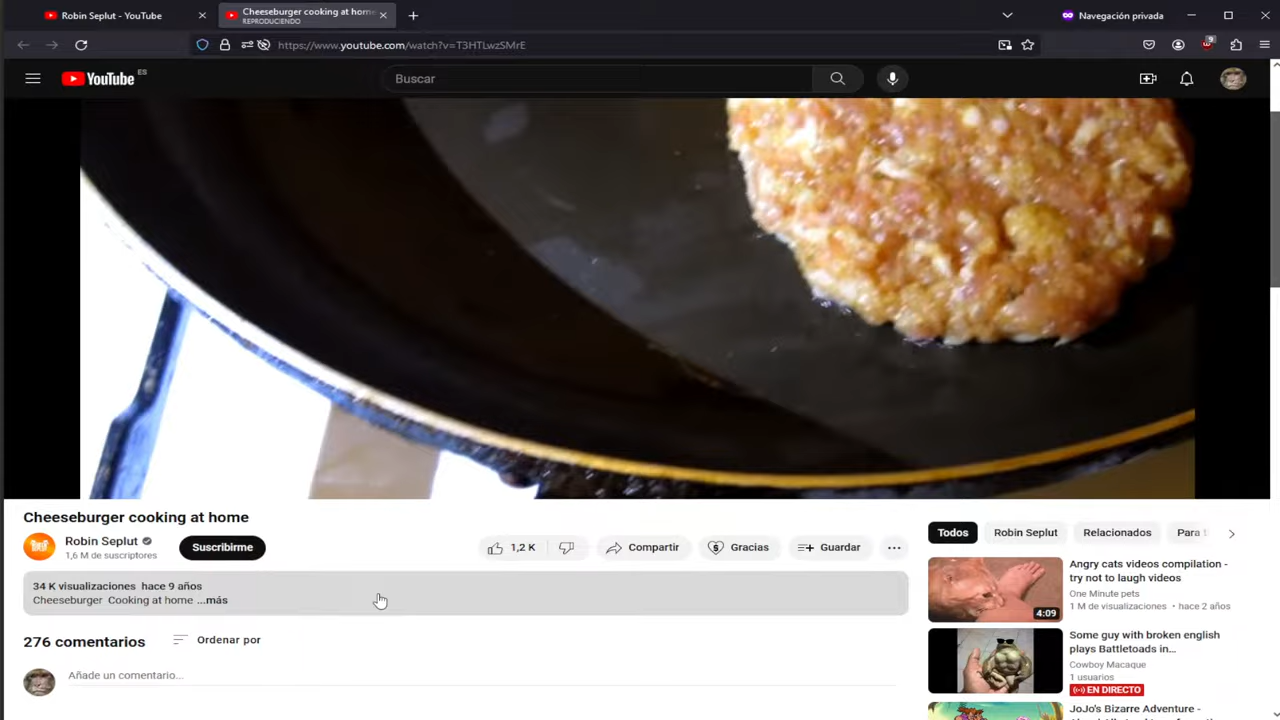 Robin Seplut - YouTube
Cheeseburger cooking at home
REPRODUCIENDO
Navegación privada
https://www.youtube.com/watch?v=T3HTLwzSMrE
9
YouTube ES
Buscar
Cheeseburger cooking at home
Robin Seplut
1,6 M de suscriptores
Suscribirme
1,2 K
Compartir
Gracias
Guardar
34 K visualizaciones hace 9 años
Cheeseburger Cooking at home ...más
276 comentarios
Ordenar por
Añade un comentario...
Todos
Robin Seplut
Relacionados
Para t
4:09
Angry cats videos compilation -
try not to laugh videos
One Minute pets
1 M de visualizaciones • hace 2 años
Some guy with broken english
plays Battletoads in...
Cowboy Macaque
1 usuarios
EN DIRECTO
JoJo's Bizarre Adventure -